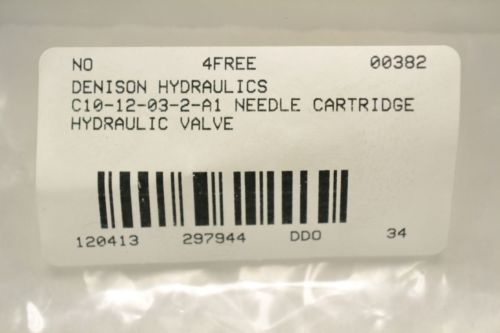 NO 4FREE 00382
DENISON HYDRAULICS
C10-12-03-2-A1 NEEDLE CARTRIDGE
HYDRAULIC VALVE
120413 297944 DDO 34